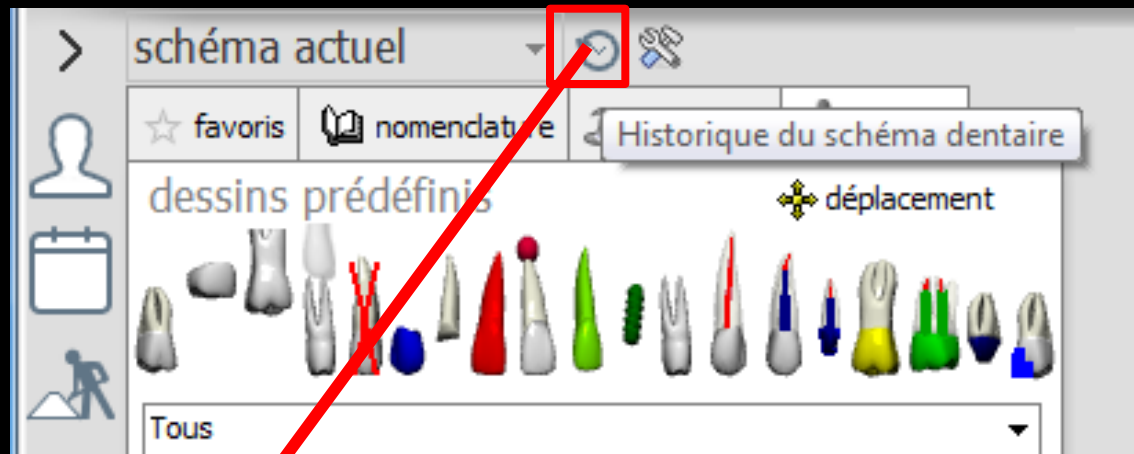 schéma actuel
favoris
nomenclature
Historique du schéma dentaire
dessins prédéfinis
déplacement
Tous